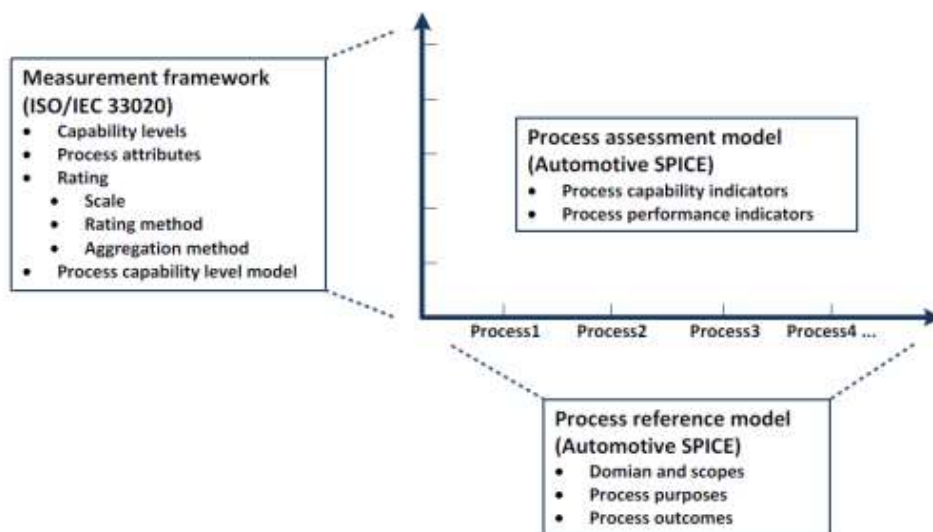 Measurement framework
(ISO/IEC 33020)
• Capability levels
• Process attributes
• Rating
• Scale
• Rating method
• Aggregation method
• Process capability level model
Process assessment model
(Automotive SPICE)
• Process capability indicators
• Process performance indicators
Process1 Process2 Process3 Process4 ...
Process reference model
(Automotive SPICE)
• Domian and scopes
• Process purposes
• Process outcomes